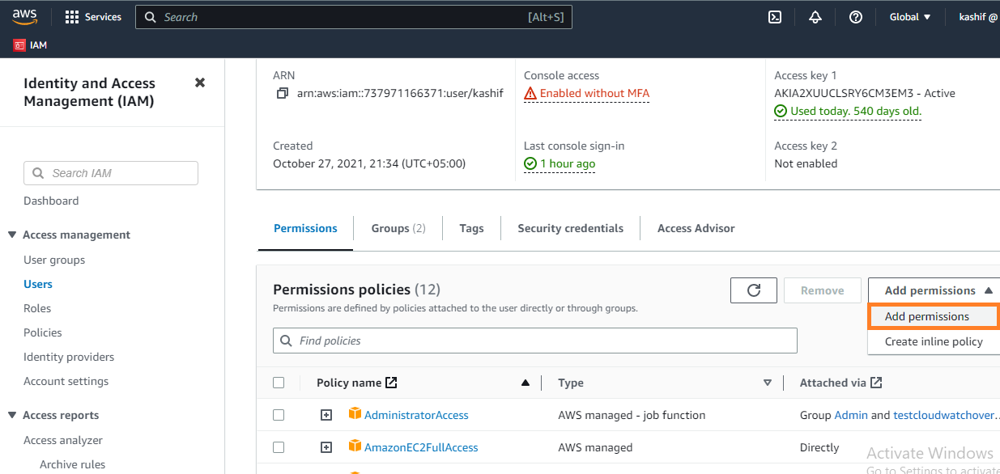 aws Services Search [Alt+S] Global kashif @
IAM
Identity and Access
Management (IAM)
Search IAM
Dashboard
Access management
User groups
Users
Roles
Policies
Identity providers
Account settings
Access reports
Access analyzer
Archive rules
ARN
arn:aws:iam::737971166371:user/kashif
Console access
Enabled without MFA
Access key 1
AKIA2XUUCLSRY6CM3EM3 - Active
Used today. 540 days old.
Created
October 27, 2021, 21:34 (UTC+05:00)
Last console sign-in
1 hour ago
Access key 2
Not enabled
Permissions Groups (2) Tags Security credentials Access Advisor
Permissions policies (12)
Permissions are defined by policies attached to the user directly or through groups.
Remove Add permissions
Add permissions
Create inline policy
Find policies
Policy name Type Attached via
AdministratorAccess AWS managed - job function Group Admin and testcloudwatchover...
AmazonEC2FullAccess AWS managed Directly
Activate Windows
Go to Settings to activate